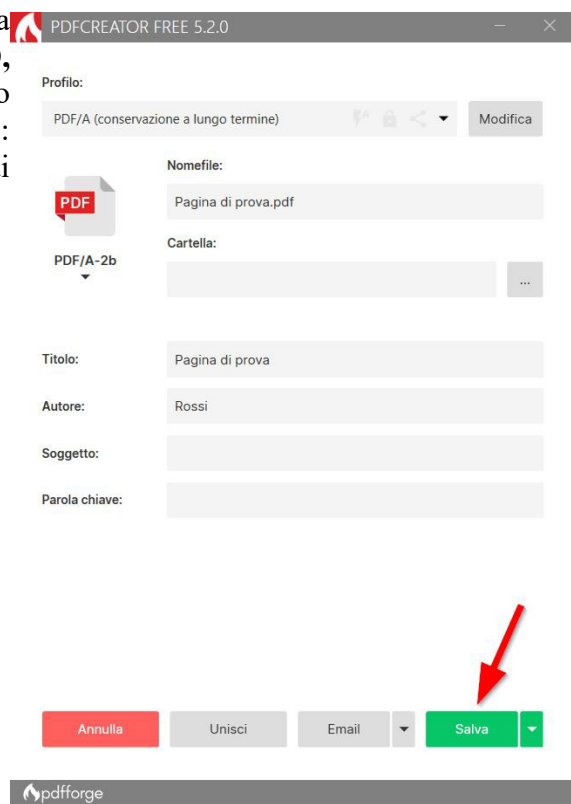 a
PDFCREATOR FREE 5.2.0
),
Profilo:
o
PDF/A (conservazione a lungo termine)
Modifica
:
ti
Nomefile:
PDF
Pagina di prova.pdf
Cartella:
PDF/A-2b
...
Titolo:
Pagina di prova
Autore:
Rossi
Soggetto:
Parola chiave:
Annulla
Unisci
Email
Salva
pdfforge